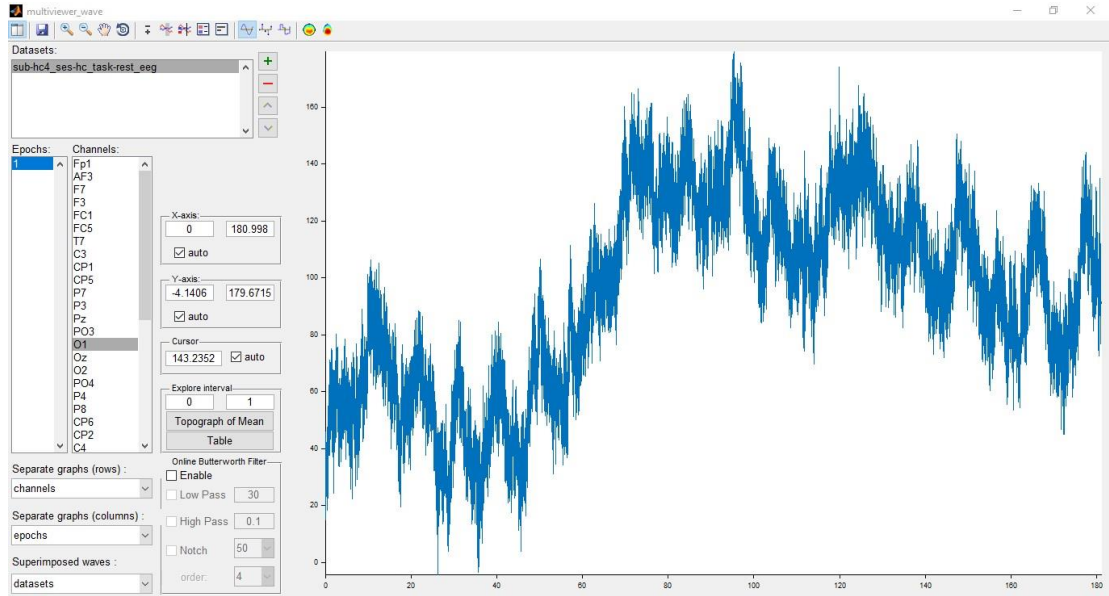 multiviewer_wave
Datasets:
sub-hc4_ses-hc_task-rest_eeg
Epochs:
1
Channels:
Fp1
AF3
F7
F3
FC1
FC5
T7
C3
CP1
CP5
P7
P3
Pz
PO3
O1
Oz
O2
PO4
P4
P8
CP6
CP2
C4
X-axis:
0 180.998
auto
Y-axis:
-4.1406 179.6715
auto
Cursor
143.2352 auto
Explore interval
0 1
Topograph of Mean
Table
Online Butterworth Filter
Enable
Low Pass 30
High Pass 0.1
Notch 50
order: 4
Separate graphs (rows) :
channels
Separate graphs (columns) :
epochs
Superimposed waves :
datasets
160
140
120
100
80
60
40
20
0
0 20 40 60 80 100 120 140 160 180